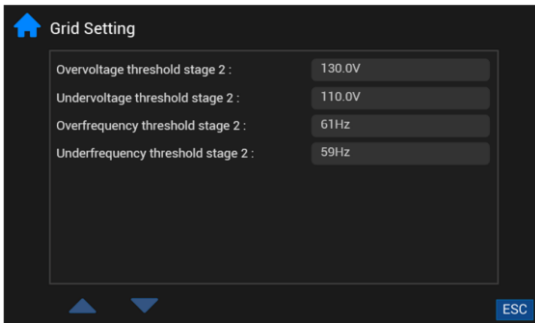 Grid Setting
Overvoltage threshold stage 2 : 130.0V
Undervoltage threshold stage 2 : 110.0V
Overfrequency threshold stage 2 : 61Hz
Underfrequency threshold stage 2 : 59Hz
ESC